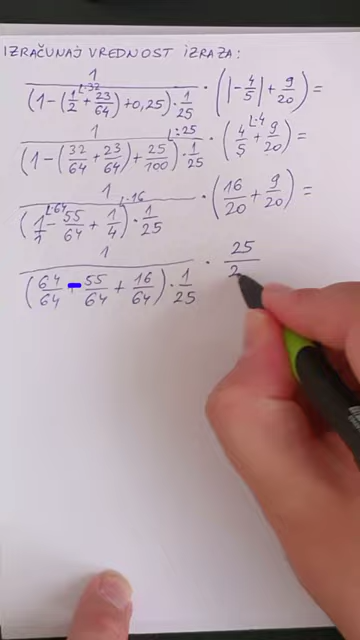 IZRAČUNAJ VREDNOST IZRAZA:
1/((1-(1/2+23/64)+0,25)·1/25) · (|-4/5|+9/20)=
1/((1-(32/64+23/64)+25/100)·1/25) · (4/5+9/20)=
1/((1/1-55/64+1/4)·1/25) · (16/20+9/20)=
1/((64/64-55/64+16/64)·1/25) · 25/2